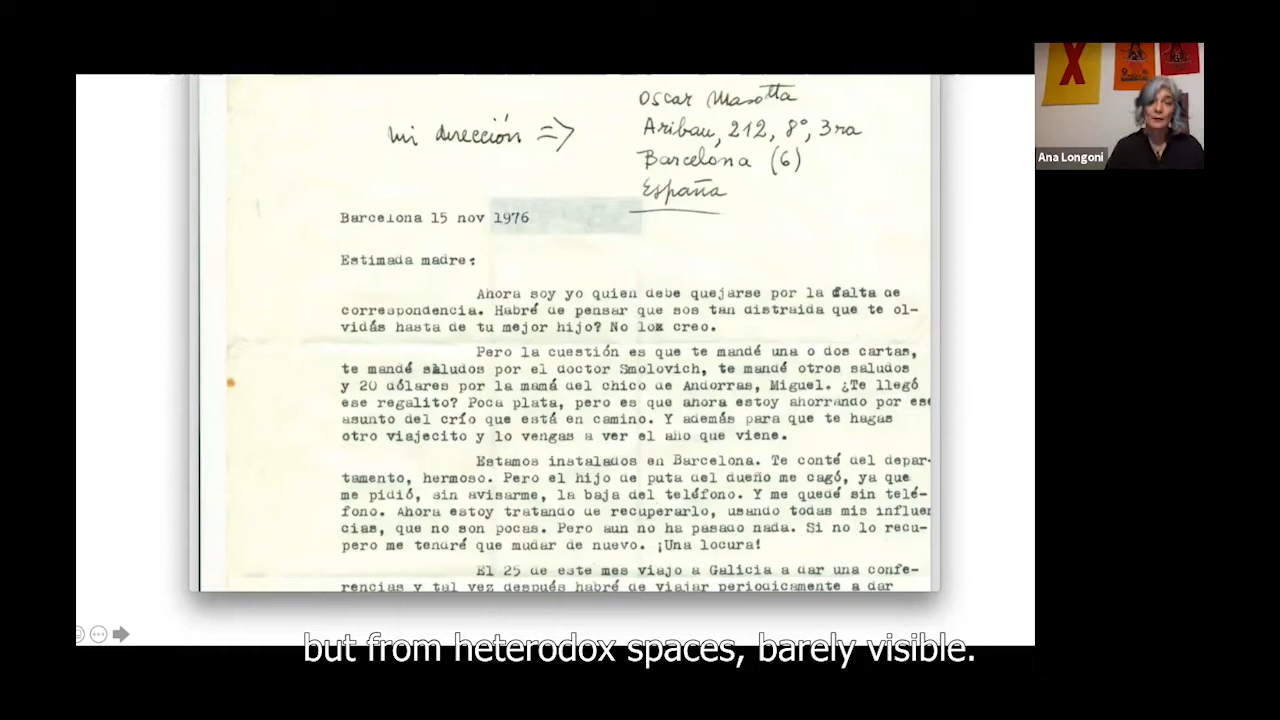 mi dirección =>
Oscar Masotta
Aribau, 212, 8º, 3ra
Barcelona (6)
España
Barcelona 15 nov 1976
Estimada madre:
Ahora soy yo quien debe quejarse por la falta de
correspondencia. Habré de pensar que sos tan distraida que te ol-
vidás hasta de tu mejor hijo? No lo creo.
Pero la cuestión es que te mandé una o dos cartas,
te mandé saludos por el doctor Smolovich, te mandé otros saludos
y 20 dólares por la mamá del chico de Andorras, Miguel. ¿Te llegó
ese regalito? Poca plata, pero es que ahora estoy ahorrando por ese
asunto del crío que está en camino. Y además para que te hagas
otro viajecito y lo vengas a ver el año que viene.
Estamos instalados en Barcelona. Te conté del depar-
tamento, hermoso. Pero el hijo de puta del dueño me cagó, ya que
me pidió, sin avisarme, la baja del teléfono. Y me quedé sin telé-
fono. Ahora estoy tratando de recuperarlo, usando todas mis influen
cias, que no son pocas. Pero aun no ha pasado nada. Si no lo recu-
pero me tendré que mudar de nuevo. ¡Una locura!
El 25 de este mes viajo a Galicia a dar una confe-
rencias y tal vez después habré de viajar periodicamente a dar
Ana Longoni
X
but from heterodox spaces, barely visible.